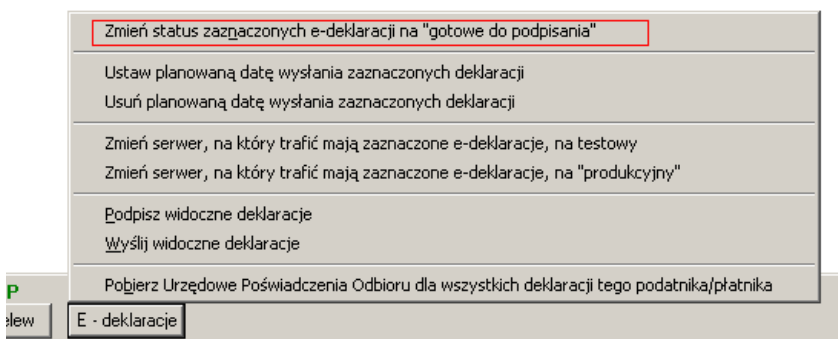 Zmień status zaznaczonych e-deklaracji na "gotowe do podpisania"
Ustaw planowaną datę wysłania zaznaczonych deklaracji
Usuń planowaną datę wysłania zaznaczonych deklaracji
Zmień serwer, na który trafić mają zaznaczone e-deklaracje, na testowy
Zmień serwer, na który trafić mają zaznaczone e-deklaracje, na "produkcyjny"
Podpisz widoczne deklaracje
Wyślij widoczne deklaracje
Pobierz Urzędowe Poświadczenia Odbioru dla wszystkich deklaracji tego podatnika/płatnika
P
elew E - deklaracje